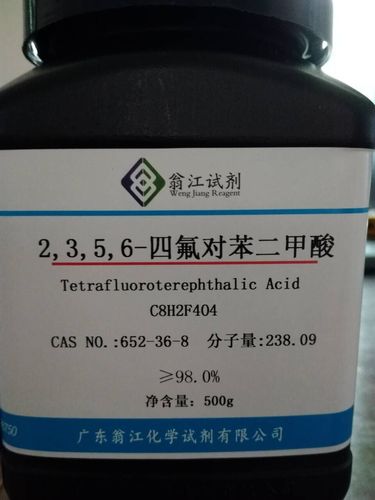 翁江试剂
Weng Jiang Reagent
2,3,5,6-四氟对苯二甲酸
Tetrafluoroterephthalic Acid
C8H2F4O4
CAS NO.:652-36-8 分子量:238.09
≥98.0%
净含量: 500g
广东翁江化学试剂有限公司